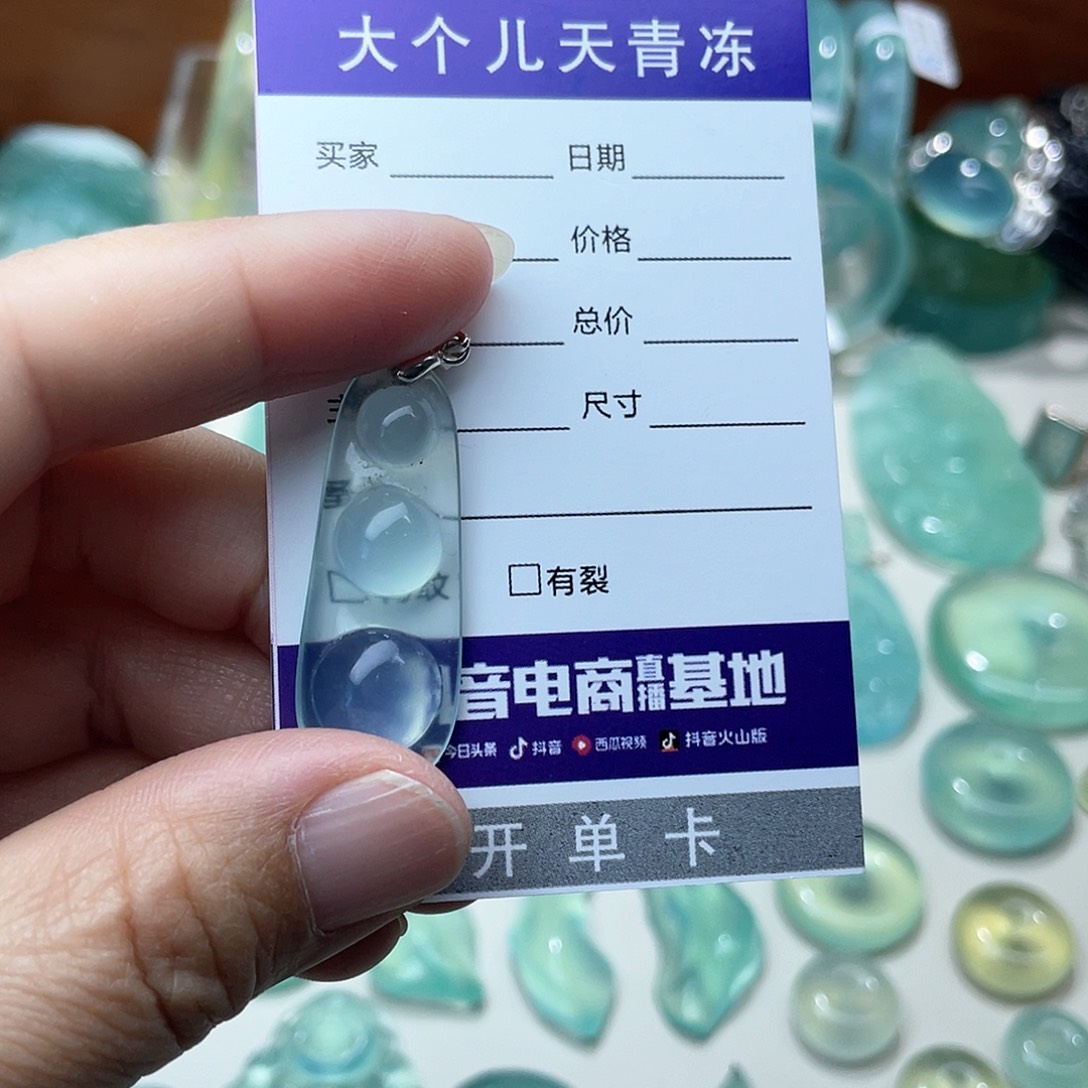 大个儿天青冻
买家 日期
价格
总价
尺寸
□有裂
音电商直播基地
今日头条 抖音 西瓜视频 抖音火山版
开单卡